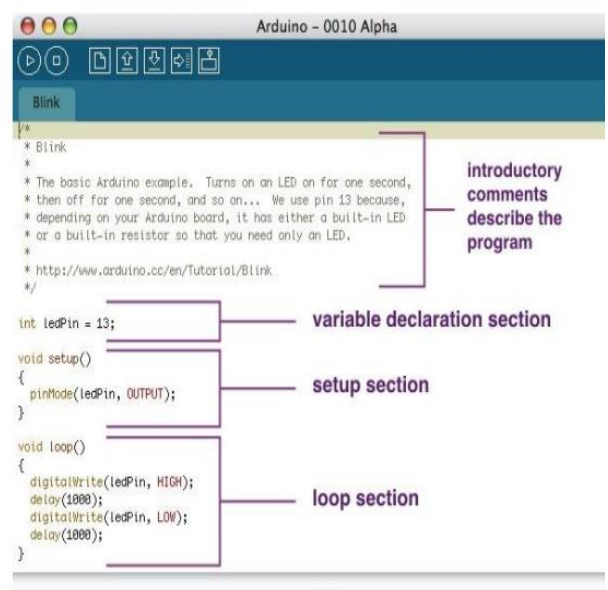 Arduino – 0010 Alpha
Blink
/*
* Blink
*
* The basic Arduino example.  Turns on an LED on for one second,
* then off for one second, and so on...  We use pin 13 because,
* depending on your Arduino board, it has either a built-in LED
* or a built-in resistor so that you need only an LED.
*
* http://www.arduino.cc/en/Tutorial/Blink
*/
introductory
comments
describe the
program
int ledPin = 13;
variable declaration section
void setup()
{
pinMode(ledPin, OUTPUT);
}
setup section
void loop()
{
digitalWrite(ledPin, HIGH);
delay(1000);
digitalWrite(ledPin, LOW);
delay(1000);
}
loop section